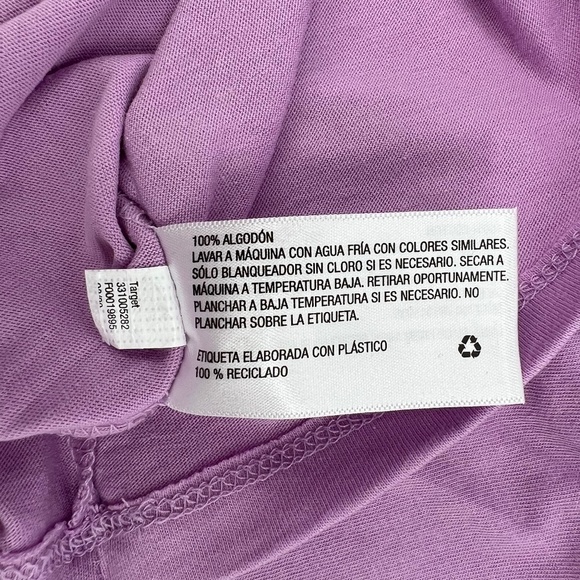 100% ALGODÓN
LAVAR A MÁQUINA CON AGUA FRÍA CON COLORES SIMILARES.
SÓLO BLANQUEADOR SIN CLORO SI ES NECESARIO. SECAR A
MÁQUINA A TEMPERATURA BAJA. RETIRAR OPORTUNAMENTE.
PLANCHAR A BAJA TEMPERATURA SI ES NECESARIO. NO
PLANCHAR SOBRE LA ETIQUETA.
ETIQUETA ELABORADA CON PLÁSTICO
100 % RECICLADO
Target
331005282
F00019895